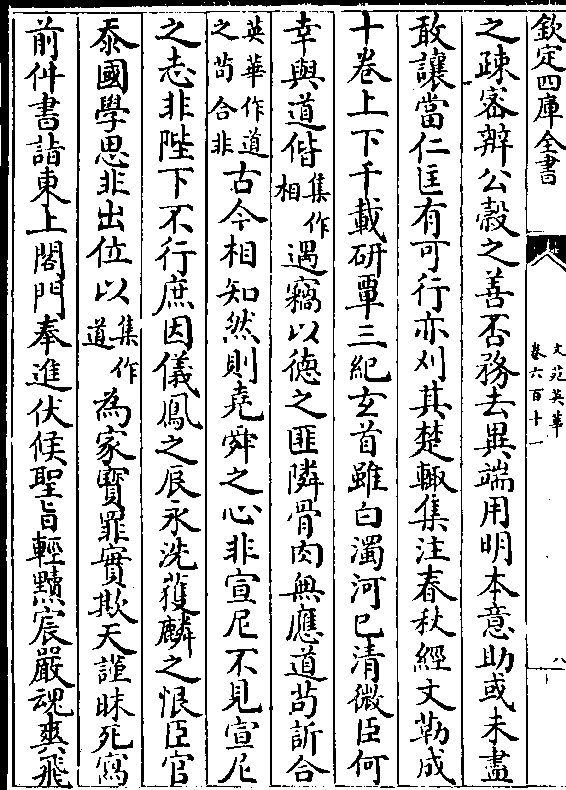 欽定四庫全書
文苑英華
卷六百十一
八
之疎密辨公穀之善否務去異端用明本意助或未盡
敢讓當仁匡有可行亦刈其楚輙集注春秋經文勒成
十卷上下千載研覃三紀玄首雖白濁河已清微臣何
幸與道偕集作相遇竊以德之匪隣骨肉無應道茍訢合
英華作道之茍合非古今相知然則堯舜之心非宣尼不見宣尼
之志非陛下不行庶因儀鳳之辰永洗獲麟之恨臣官
忝國學思非出位以集作道為家寳罪實欺天謹昧死寫
前件書詣東上閤門奉進伏候聖旨輕黷宸嚴魂爽飛